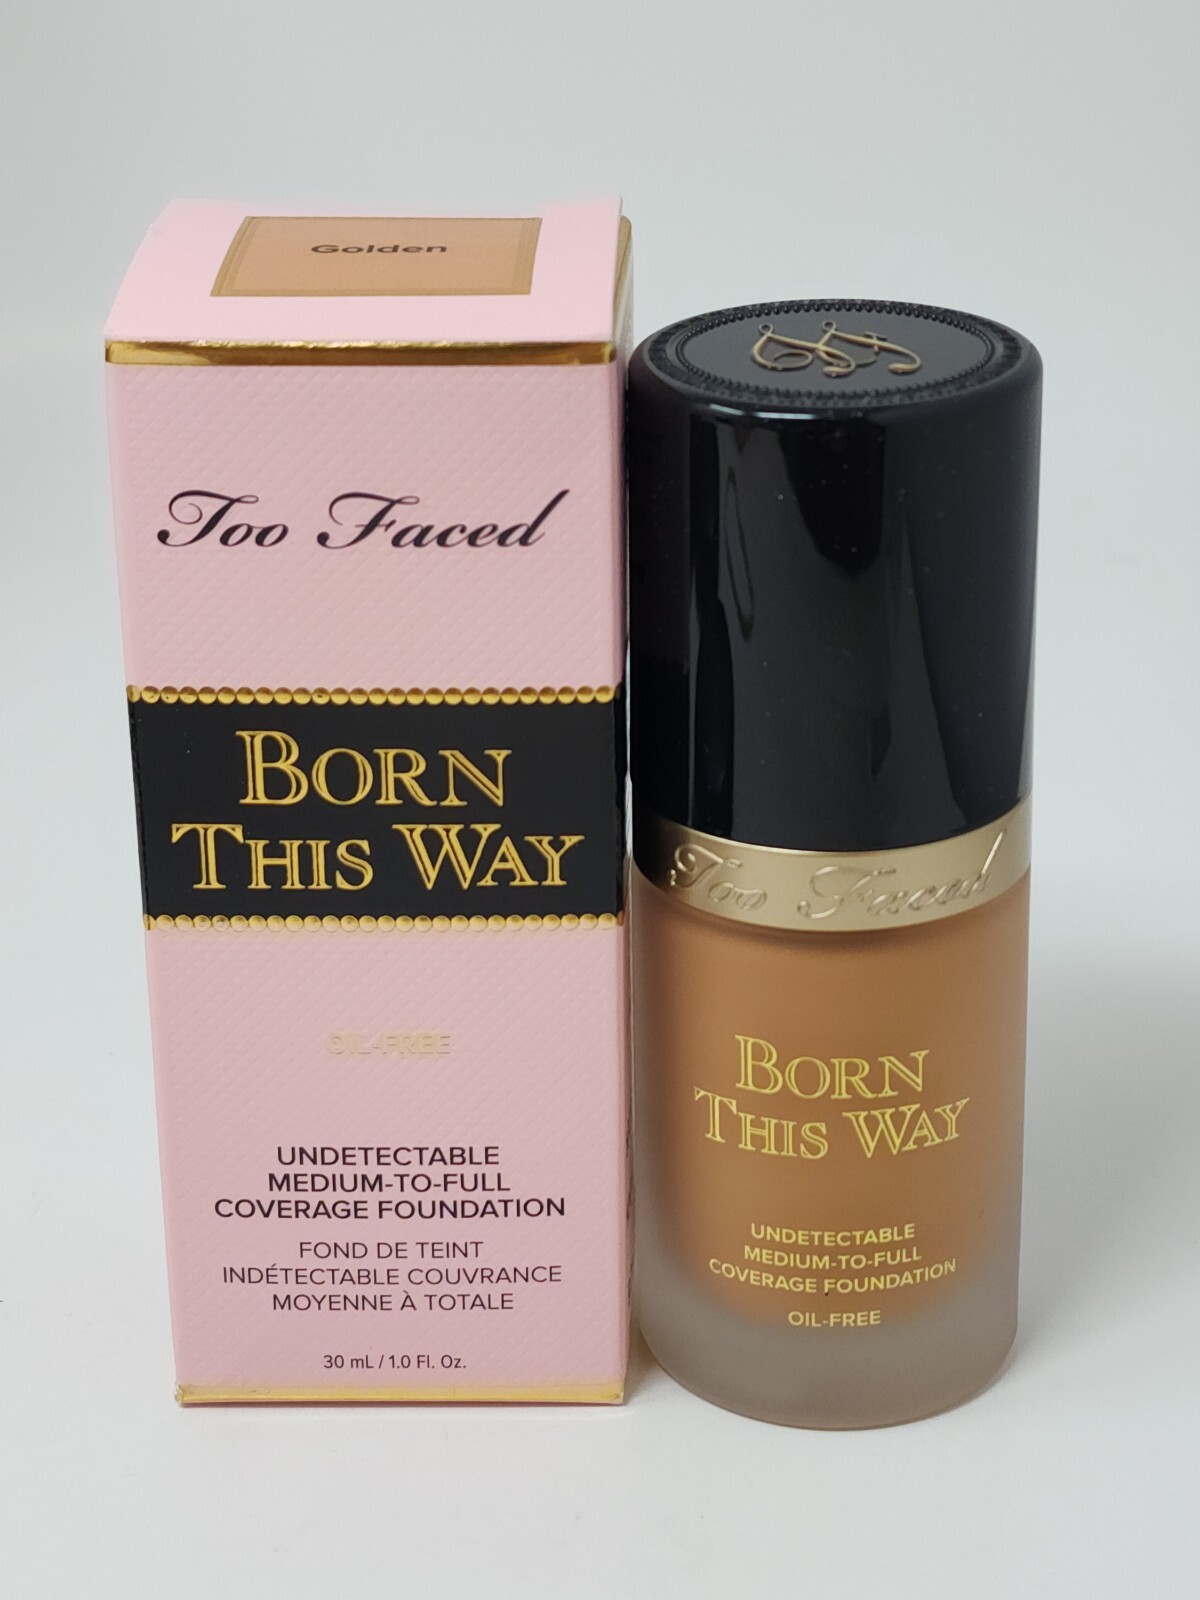 Golden
Too Faced
BORN
THIS WAY
OIL-FREE
UNDETECTABLE
MEDIUM-TO-FULL
COVERAGE FOUNDATION
FOND DE TEINT
INDÉTECTABLE COUVRANCE
MOYENNE À TOTALE
30 mL / 1.0 Fl. Oz.
Too Faced
BORN
THIS WAY
UNDETECTABLE
MEDIUM-TO-FULL
COVERAGE FOUNDATION
OIL-FREE